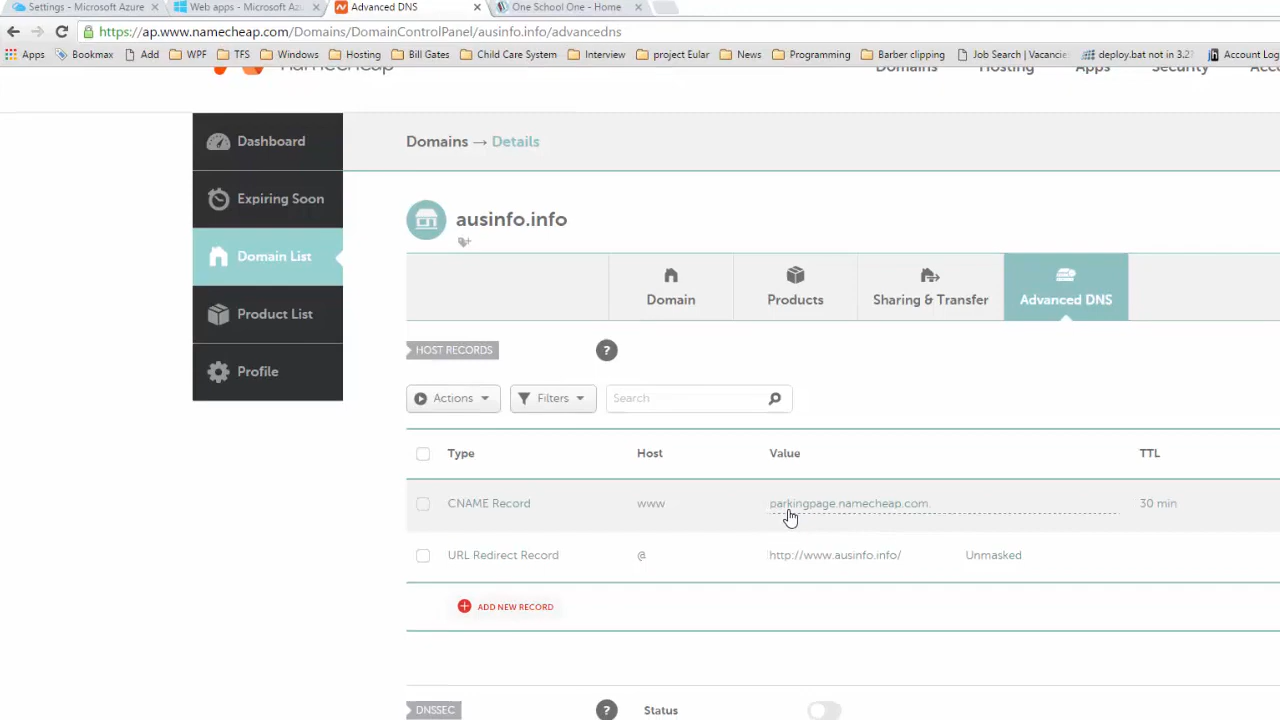 Settings - Microsoft Azure
Web apps - Microsoft Az
Advanced DNS
One School One - Home
https://ap.www.namecheap.com/Domains/DomainControlPanel/ausinfo.info/advancedns
Apps Bookmax Add WPF TFS Windows Hosting Bill Gates Child Care System Interview project Eular News Programming Barber clipping Job Search | Vacancie deploy.bat not in 3.2? Account Log
namecheap Domains Hosting Apps Security
Dashboard
Expiring Soon
Domain List
Product List
Profile
Domains → Details
ausinfo.info
Domain
Products
Sharing & Transfer
Advanced DNS
HOST RECORDS ?
Actions Filters Search
Type Host Value TTL
CNAME Record www parkingpage.namecheap.com. 30 min
URL Redirect Record @ http://www.ausinfo.info/ Unmasked
ADD NEW RECORD
DNSSEC ? Status